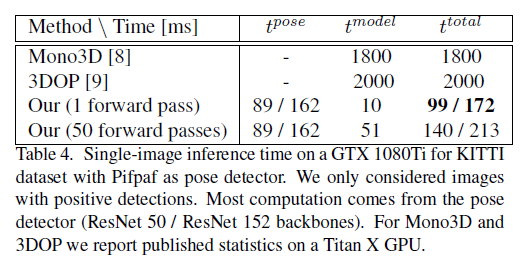 Method \ Time [ms] t^pose t^model t^total
Mono3D [8] - 1800 1800
3DOP [9] - 2000 2000
Our (1 forward pass) 89 / 162 10 99 / 172
Our (50 forward passes) 89 / 162 51 140 / 213
Table 4. Single-image inference time on a GTX 1080Ti for KITTI
dataset with Pifpaf as pose detector. We only considered images
with positive detections. Most computation comes from the pose
detector (ResNet 50 / ResNet 152 backbones). For Mono3D and
3DOP we report published statistics on a Titan X GPU.